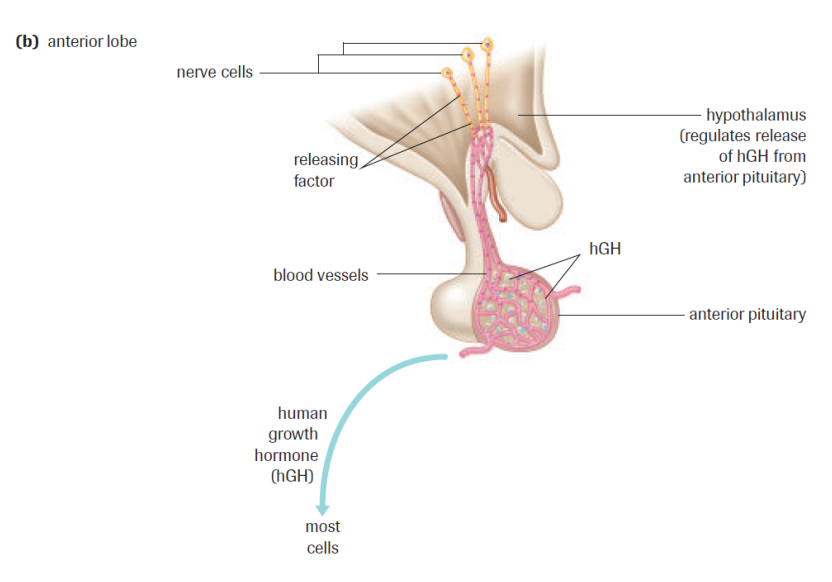 (b) anterior lobe
nerve cells
hypothalamus
(regulates release
of hGH from
anterior pituitary)
releasing
factor
hGH
blood vessels
anterior pituitary
human
growth
hormone
(hGH)
most
cells